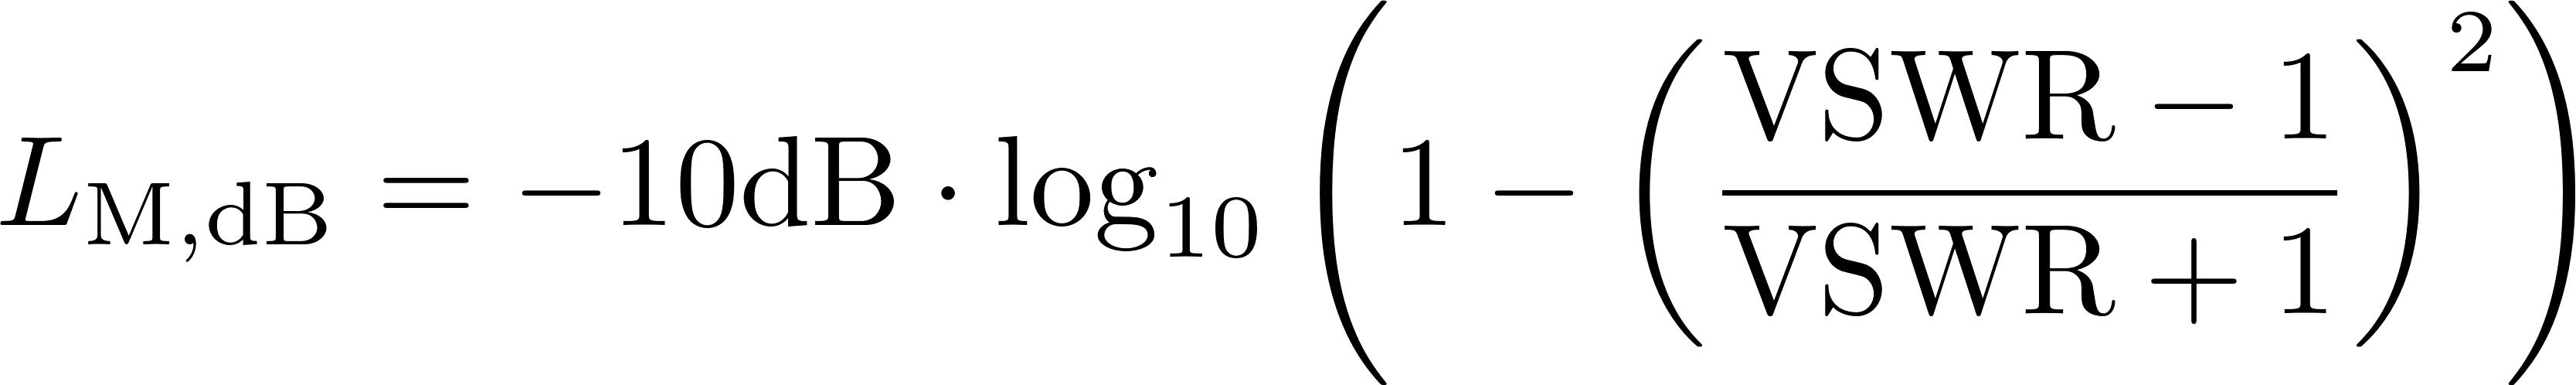 L_{M,dB} = −10dB · log_{10} (1 − ((VSWR − 1)/(VSWR + 1))^2)